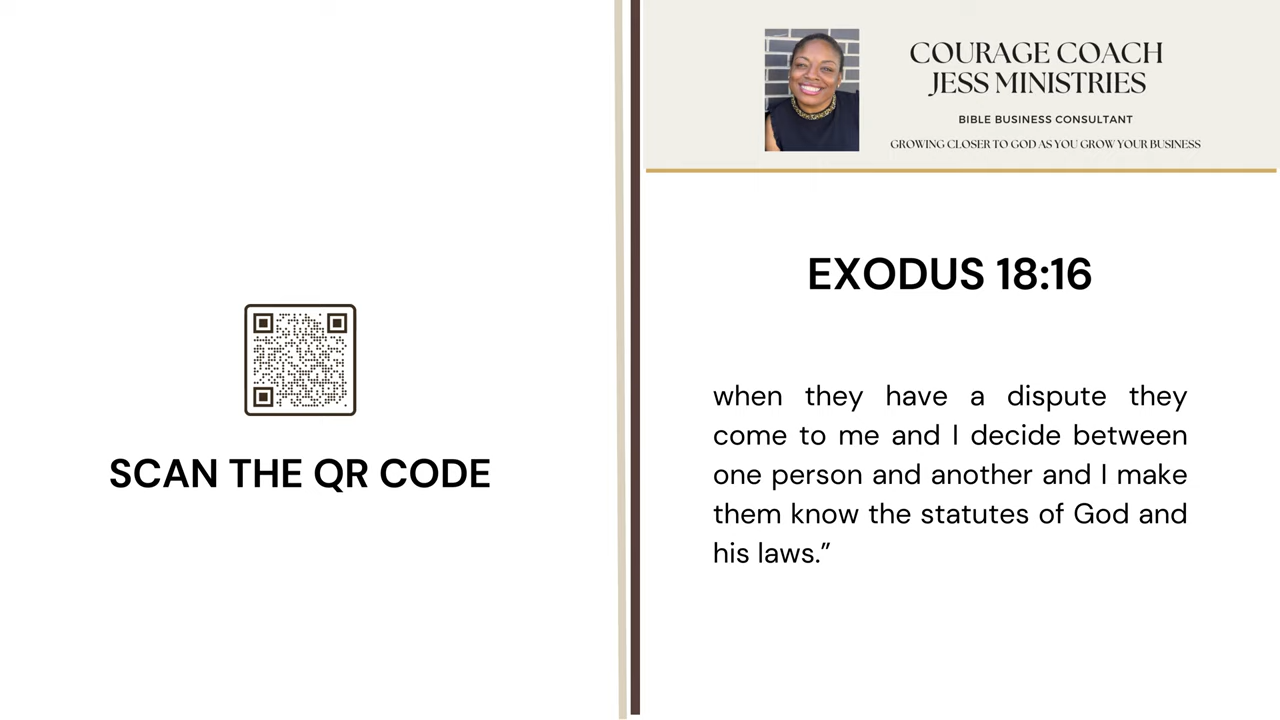 SCAN THE QR CODE
COURAGE COACH
JESS MINISTRIES
BIBLE BUSINESS CONSULTANT
GROWING CLOSER TO GOD AS YOU GROW YOUR BUSINESS
EXODUS 18:16
when they have a dispute they
come to me and I decide between
one person and another and I make
them know the statutes of God and
his laws.”